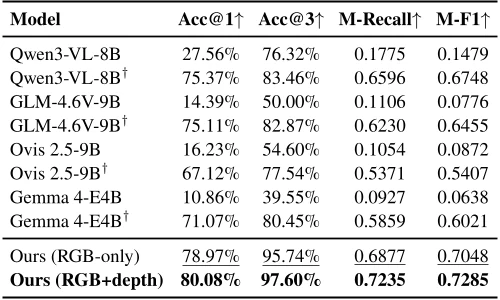 Model Acc@1↑ Acc@3↑ M-Recall↑ M-F1↑
Qwen3-VL-8B 27.56% 76.32% 0.1775 0.1479
Qwen3-VL-8B† 75.37% 83.46% 0.6596 0.6748
GLM-4.6V-9B 14.39% 50.00% 0.1106 0.0776
GLM-4.6V-9B† 75.11% 82.87% 0.6230 0.6455
Ovis 2.5-9B 16.23% 54.60% 0.1054 0.0872
Ovis 2.5-9B† 67.12% 77.54% 0.5371 0.5407
Gemma 4-E4B 10.86% 39.55% 0.0927 0.0638
Gemma 4-E4B† 71.07% 80.45% 0.5859 0.6021
Ours (RGB-only) 78.97% 95.74% 0.6877 0.7048
Ours (RGB+depth) 80.08% 97.60% 0.7235 0.7285